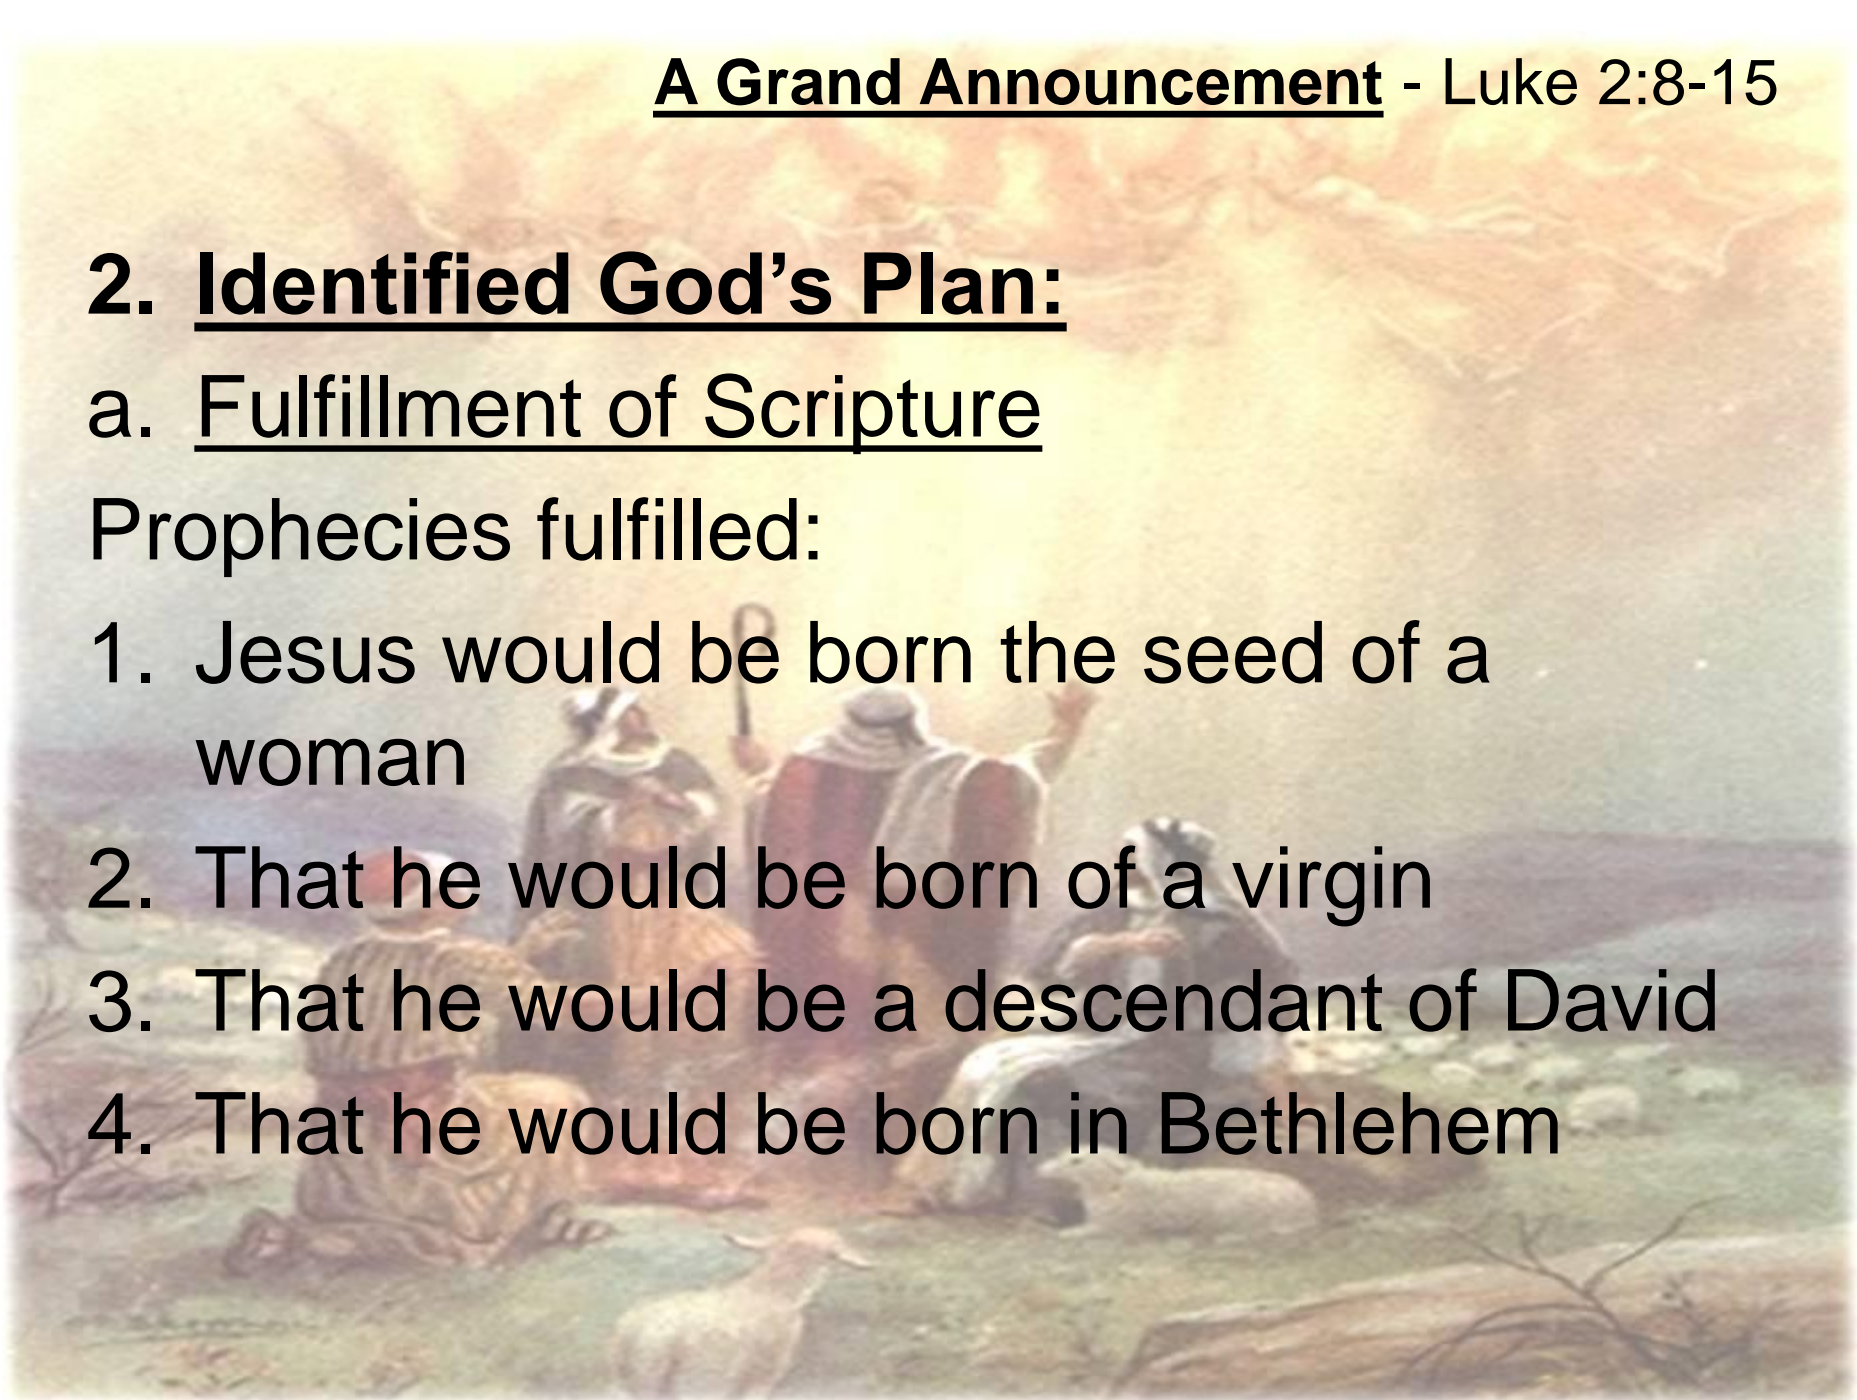 A Grand Announcement - Luke 2:8-15
2. Identified God’s Plan:
a. Fulfillment of Scripture
Prophecies fulfilled:
1. Jesus would be born the seed of a
woman
2. That he would be born of a virgin
3. That he would be a descendant of David
4. That he would be born in Bethlehem